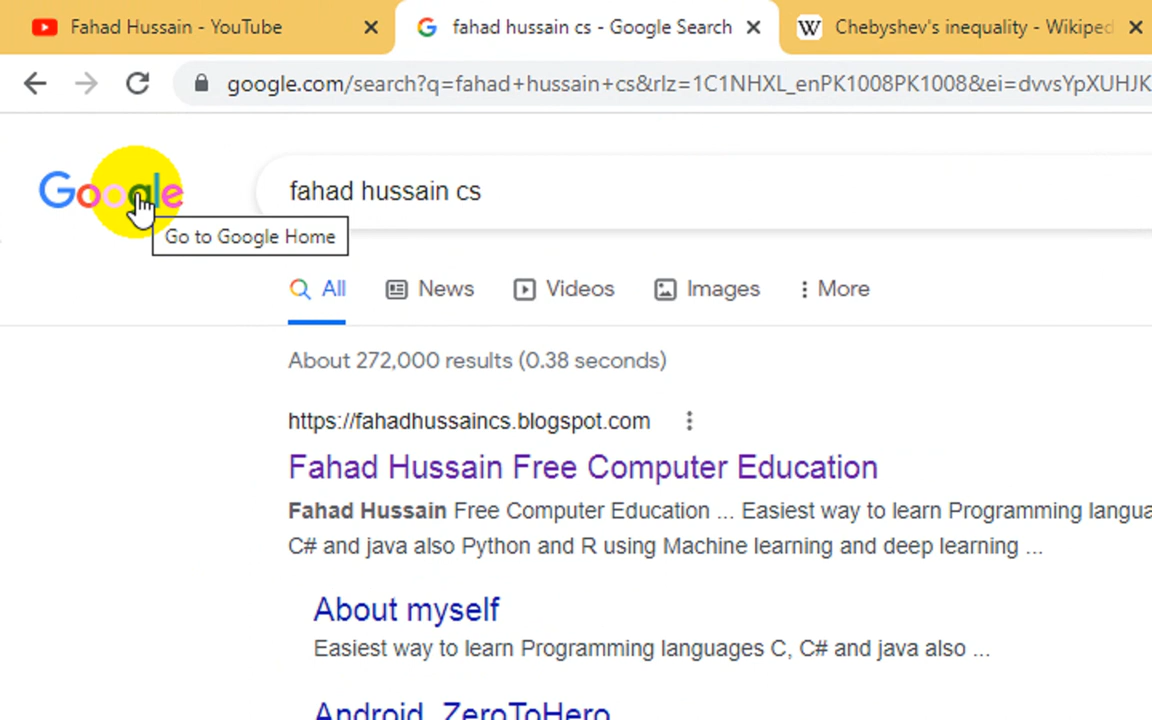 Fahad Hussain - YouTube
fahad hussain cs - Google Search
Chebyshev's inequality - Wikiped
google.com/search?q=fahad+hussain+cs&rlz=1C1NHXL_enPK1008PK1008&ei=dvvsYpXUHJK
Google
fahad hussain cs
Go to Google Home
All
News
Videos
Images
More
About 272,000 results (0.38 seconds)
https://fahadhussaincs.blogspot.com
Fahad Hussain Free Computer Education
Fahad Hussain Free Computer Education ... Easiest way to learn Programming langua
C# and java also Python and R using Machine learning and deep learning ...
About myself
Easiest way to learn Programming languages C, C# and java also ...
Android, ZeroToHero